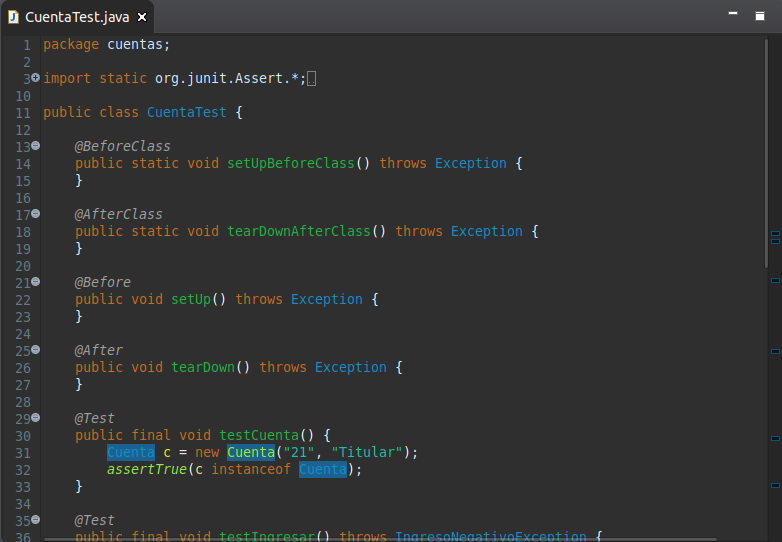 CuentaTest.java
1 package cuentas;
2
3 import static org.junit.Assert.*;
10
11 public class CuentaTest {
12
13     @BeforeClass
14     public static void setUpBeforeClass() throws Exception {
15     }
16
17     @AfterClass
18     public static void tearDownAfterClass() throws Exception {
19     }
20
21     @Before
22     public void setUp() throws Exception {
23     }
24
25     @After
26     public void tearDown() throws Exception {
27     }
28
29     @Test
30     public final void testCuenta() {
31         Cuenta c = new Cuenta("21", "Titular");
32         assertTrue(c instanceof Cuenta);
33     }
34
35     @Test
36     public final void testIngresar() throws IngresoNegativoException {